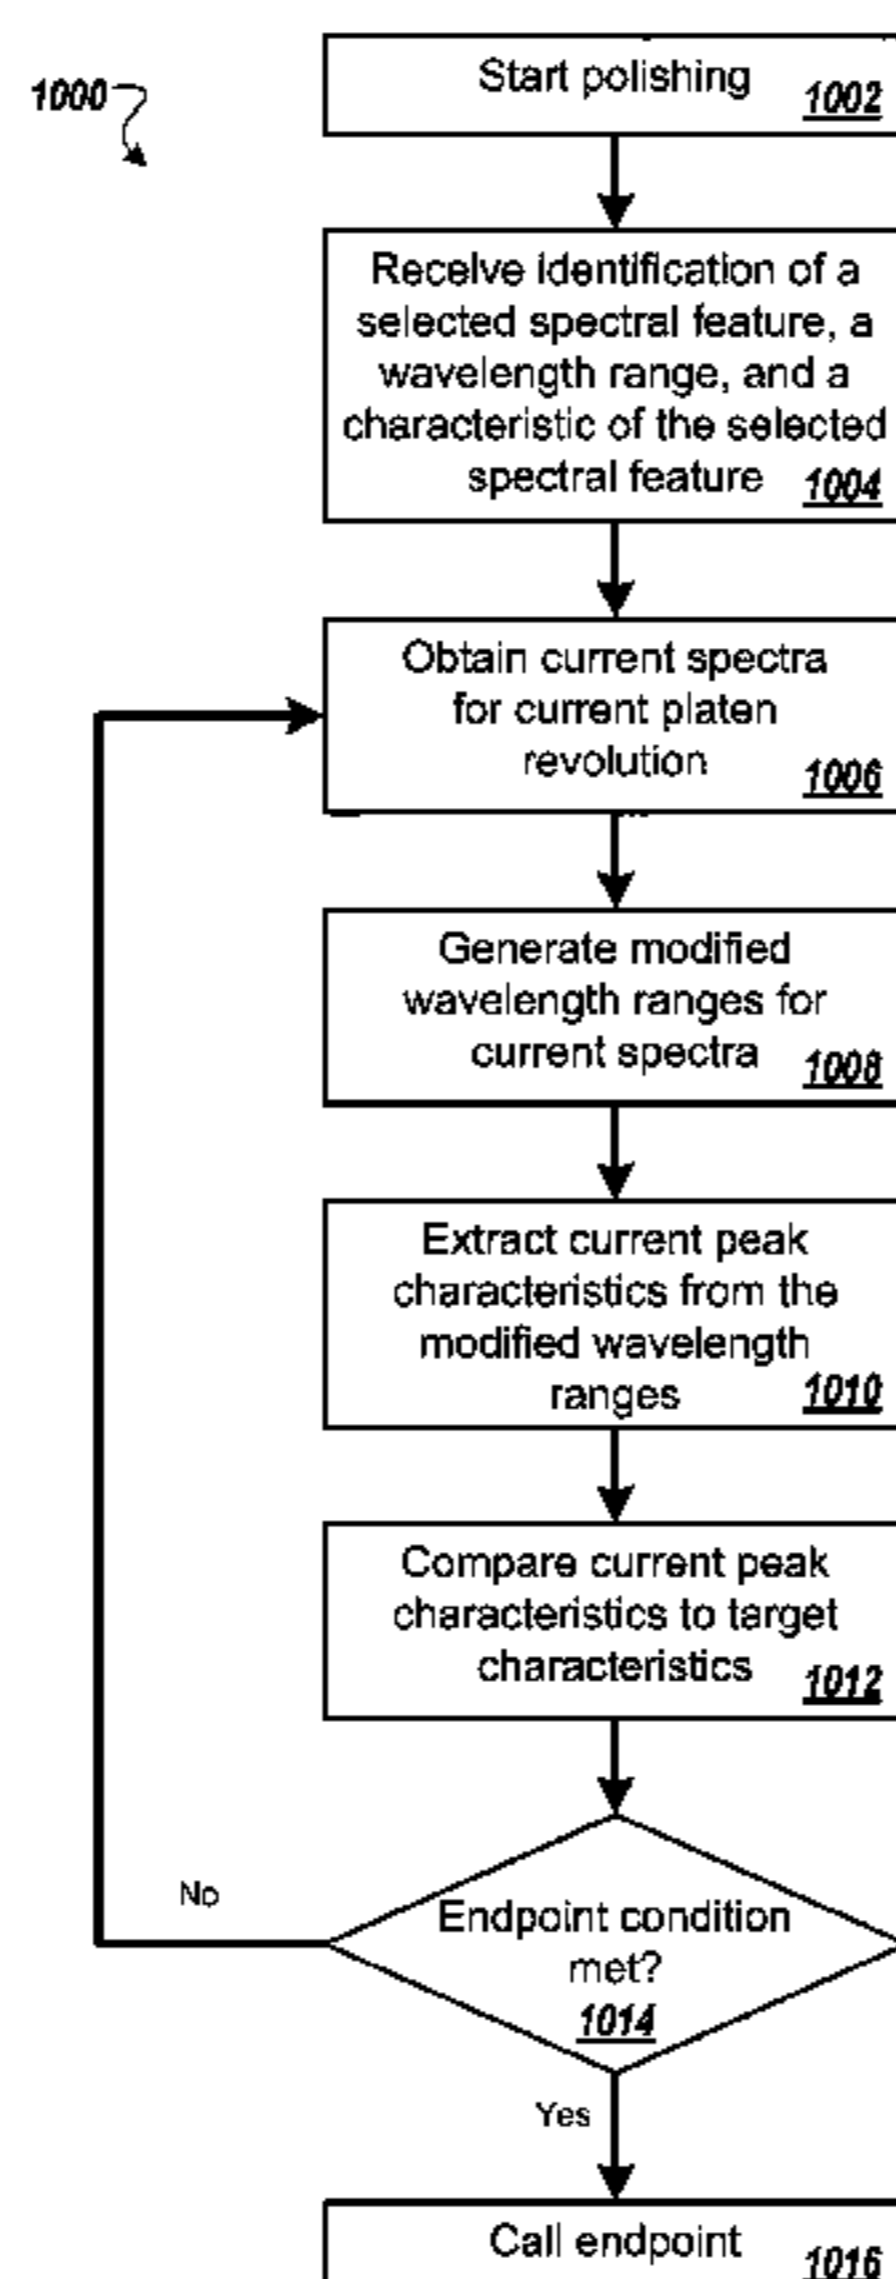 1000
Start polishing
1002
Receive identification of a
selected spectral feature, a
wavelength range, and a
characteristic of the selected
spectral feature
1004
Obtain current spectra
for current platen
revolution
1006
Generate modified
wavelength ranges for
current spectra
1008
Extract current peak
characteristics from the
modified wavelength
ranges
1010
Compare current peak
characteristics to target
characteristics
1012
No
Endpoint condition
met?
1014
Yes
Call endpoint
1016